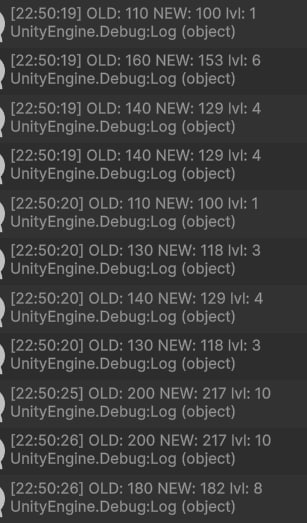 [22:50:19] OLD: 110 NEW: 100 lvl: 1
UnityEngine.Debug:Log (object)
[22:50:19] OLD: 160 NEW: 153 lvl: 6
UnityEngine.Debug:Log (object)
[22:50:19] OLD: 140 NEW: 129 lvl: 4
UnityEngine.Debug:Log (object)
[22:50:19] OLD: 140 NEW: 129 lvl: 4
UnityEngine.Debug:Log (object)
[22:50:20] OLD: 110 NEW: 100 lvl: 1
UnityEngine.Debug:Log (object)
[22:50:20] OLD: 130 NEW: 118 lvl: 3
UnityEngine.Debug:Log (object)
[22:50:20] OLD: 140 NEW: 129 lvl: 4
UnityEngine.Debug:Log (object)
[22:50:20] OLD: 130 NEW: 118 lvl: 3
UnityEngine.Debug:Log (object)
[22:50:25] OLD: 200 NEW: 217 lvl: 10
UnityEngine.Debug:Log (object)
[22:50:26] OLD: 200 NEW: 217 lvl: 10
UnityEngine.Debug:Log (object)
[22:50:26] OLD: 180 NEW: 182 lvl: 8
UnityEngine.Debug:Log (object)